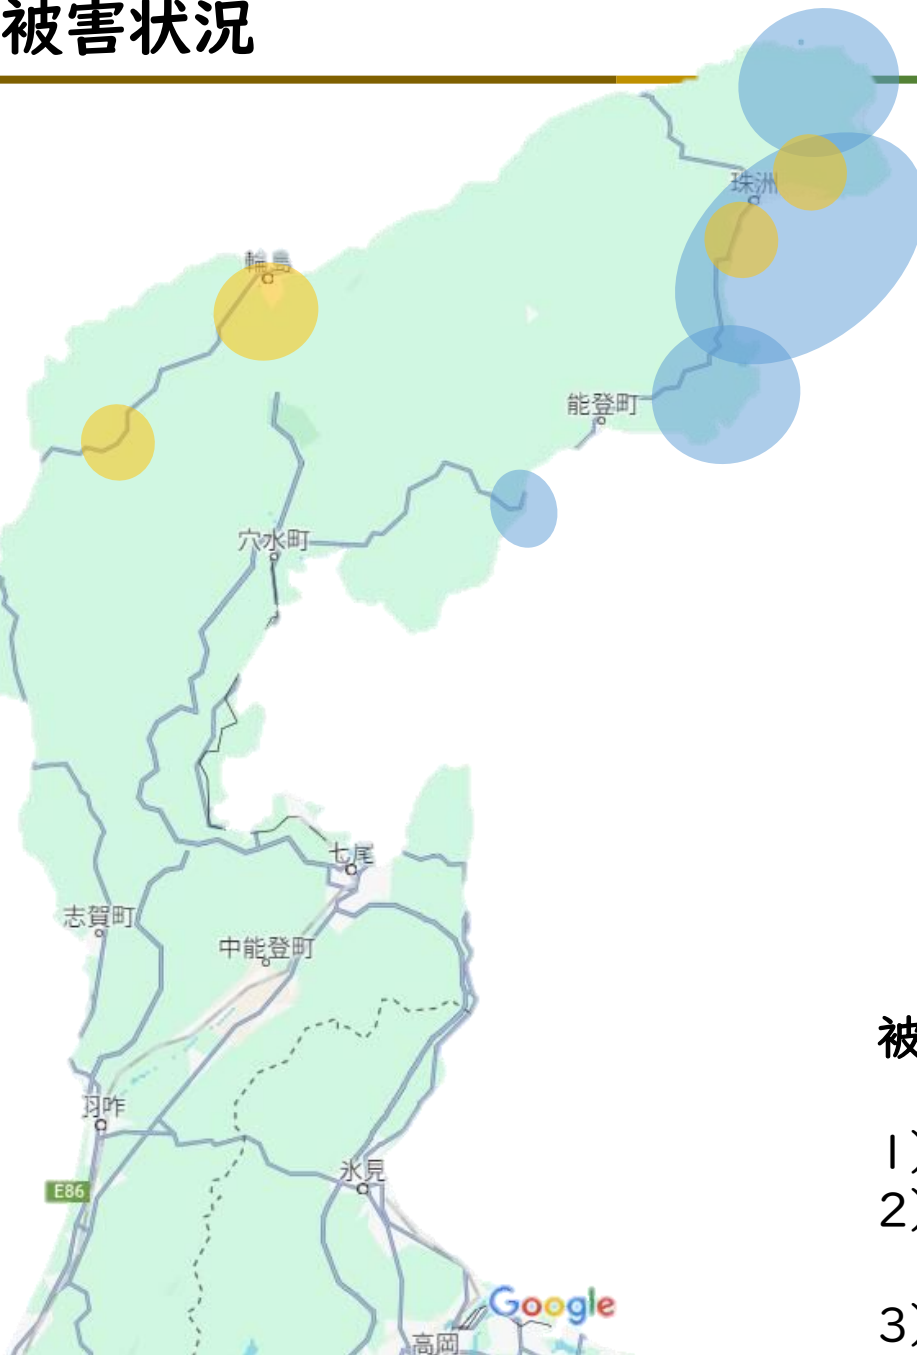 被害状況
珠洲
輪島
能登町
穴水町
七尾
志賀町
中能登町
被
羽咋
1)
2)
氷見
E86
Google
3)
高岡